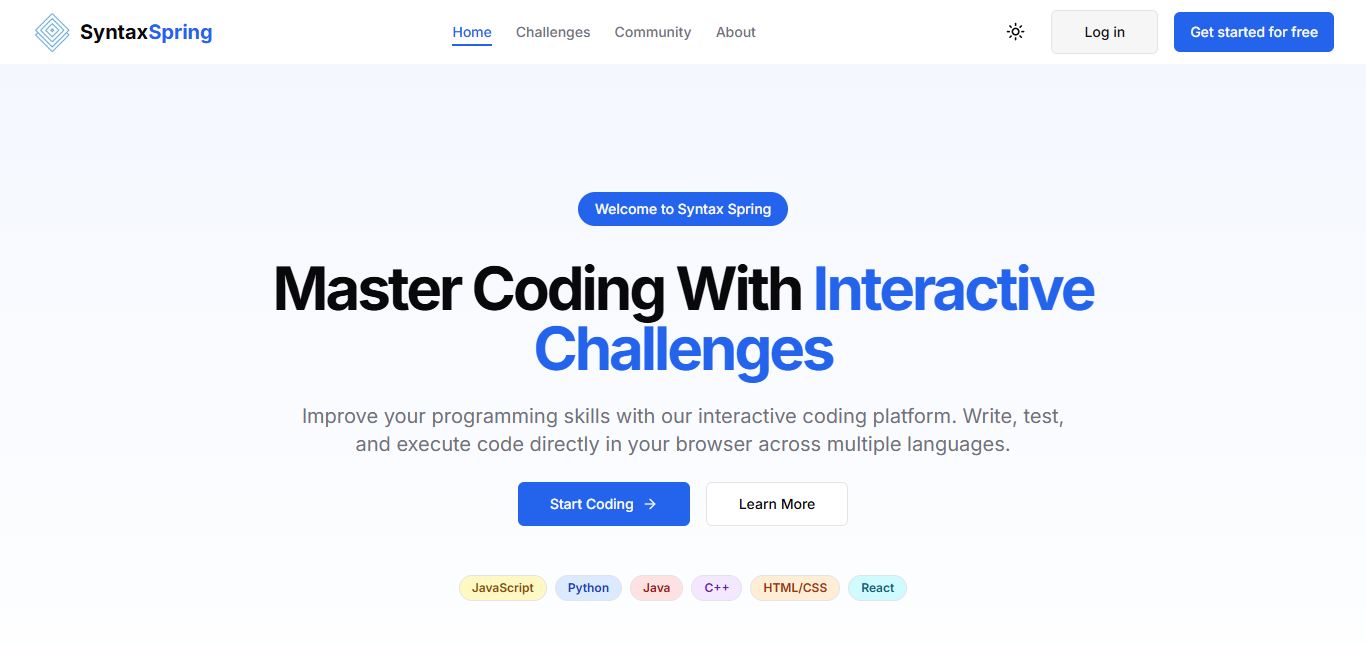 SyntaxSpring
Home Challenges Community About
Log in
Get started for free
Welcome to Syntax Spring
Master Coding With Interactive
Challenges
Improve your programming skills with our interactive coding platform. Write, test,
and execute code directly in your browser across multiple languages.
Start Coding →
Learn More
JavaScript Python Java C++ HTML/CSS React